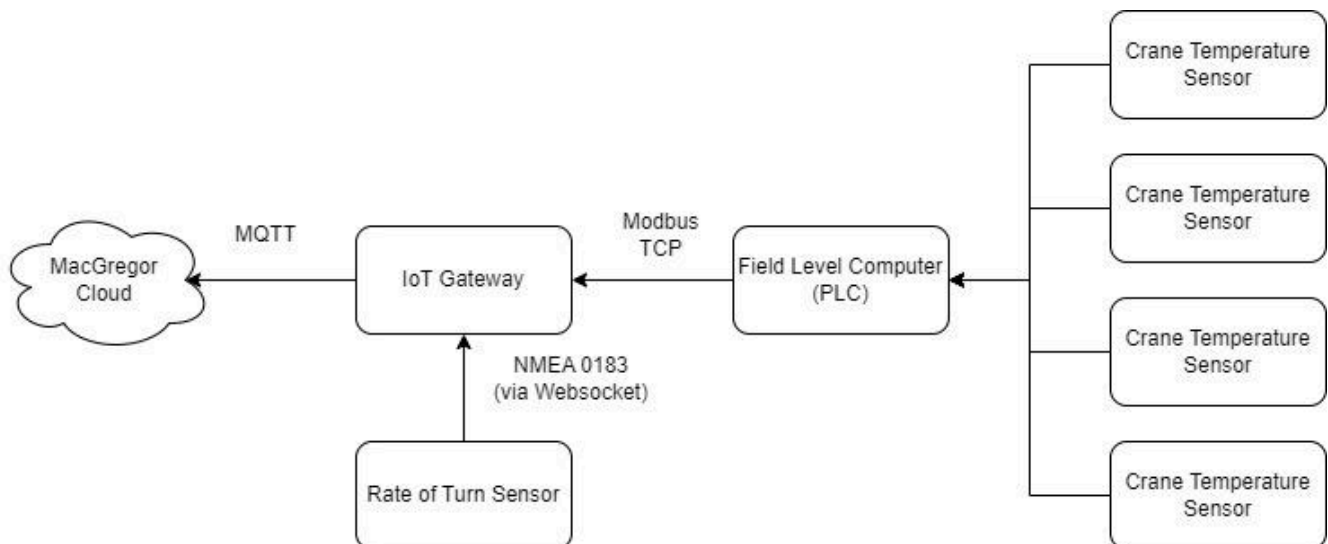 MacGregor
Cloud
MQTT
IoT Gateway
Modbus
TCP
Field Level Computer
(PLC)
NMEA 0183
(via Websocket)
Rate of Turn Sensor
Crane Temperature
Sensor
Crane Temperature
Sensor
Crane Temperature
Sensor
Crane Temperature
Sensor